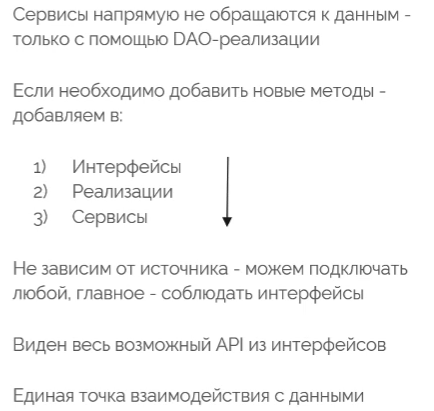 Сервисы напрямую не обращаются к данным -
только с помощью DAO-реализации
Если необходимо добавить новые методы -
добавляем в:
1) Интерфейсы
2) Реализации
3) Сервисы
Не зависим от источника - можем подключать
любой, главное - соблюдать интерфейсы
Виден весь возможный API из интерфейсов
Единая точка взаимодействия с данными